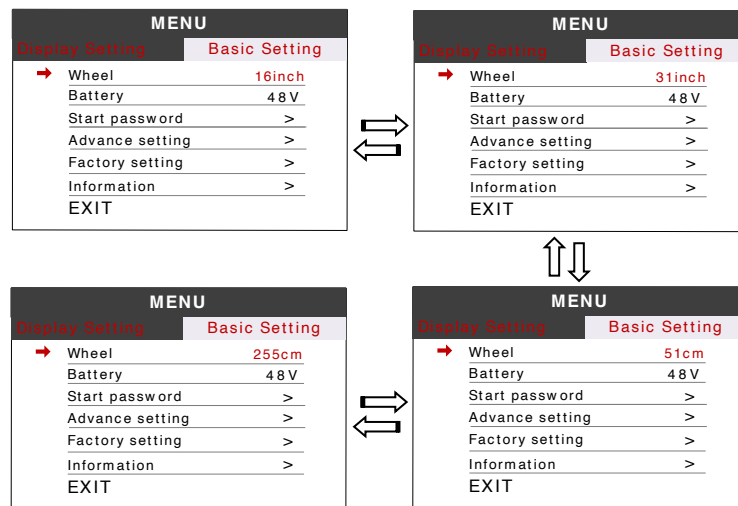 MENU
Display Setting Basic Setting
Wheel 16inch
Battery 48V
Start password >
Advance setting >
Factory setting >
Information >
EXIT
MENU
Display Setting Basic Setting
Wheel 31inch
Battery 48V
Start password >
Advance setting >
Factory setting >
Information >
EXIT
MENU
Display Setting Basic Setting
Wheel 255cm
Battery 48V
Start password >
Advance setting >
Factory setting >
Information >
EXIT
MENU
Display Setting Basic Setting
Wheel 51cm
Battery 48V
Start password >
Advance setting >
Factory setting >
Information >
EXIT